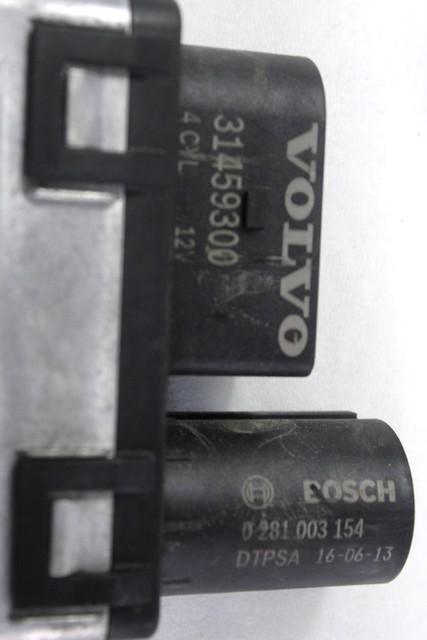 VOLVO
31459300
4 CYL 12V
BOSCH
0 281 003 154
DTPSA 16-06-13